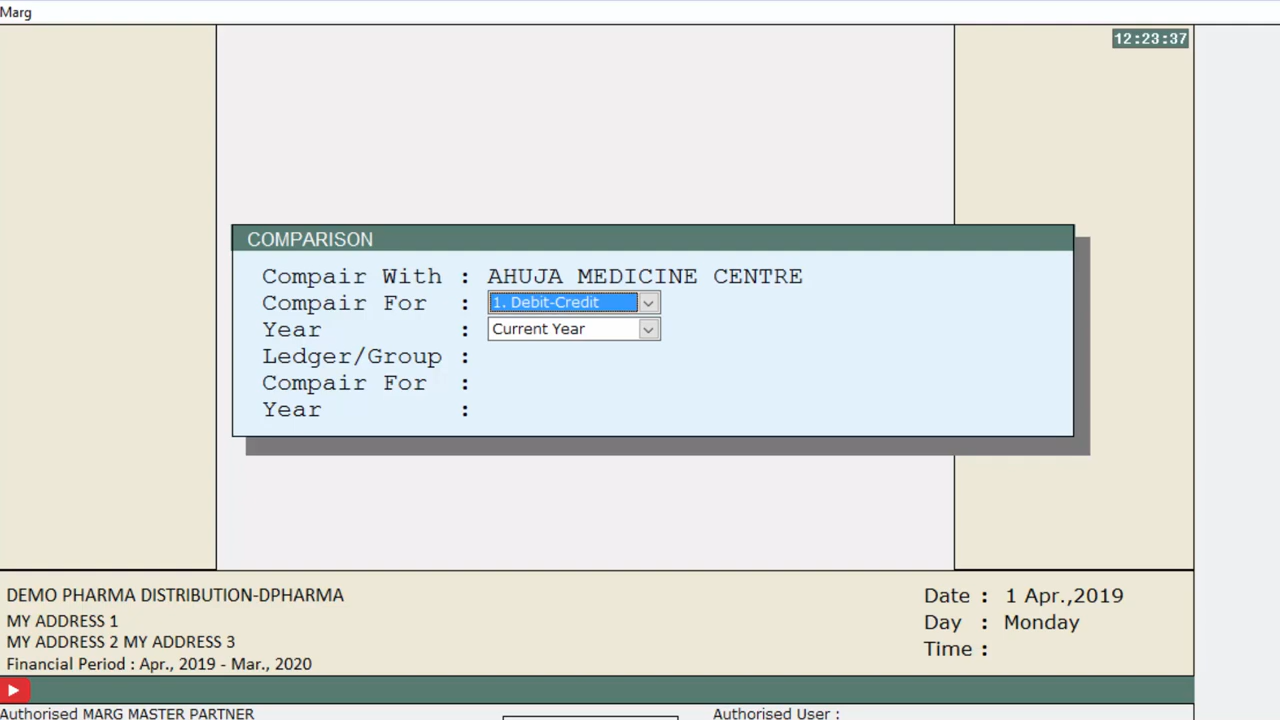 Marg
12:23:37
COMPARISON
Compair With : AHUJA MEDICINE CENTRE
Compair For : 1. Debit-Credit
Year : Current Year
Ledger/Group :
Compair For :
Year :
DEMO PHARMA DISTRIBUTION-DPHARMA
MY ADDRESS 1
MY ADDRESS 2 MY ADDRESS 3
Financial Period : Apr., 2019 - Mar., 2020
Date : 1 Apr.,2019
Day : Monday
Time :
Authorised MARG MASTER PARTNER
Authorised User :